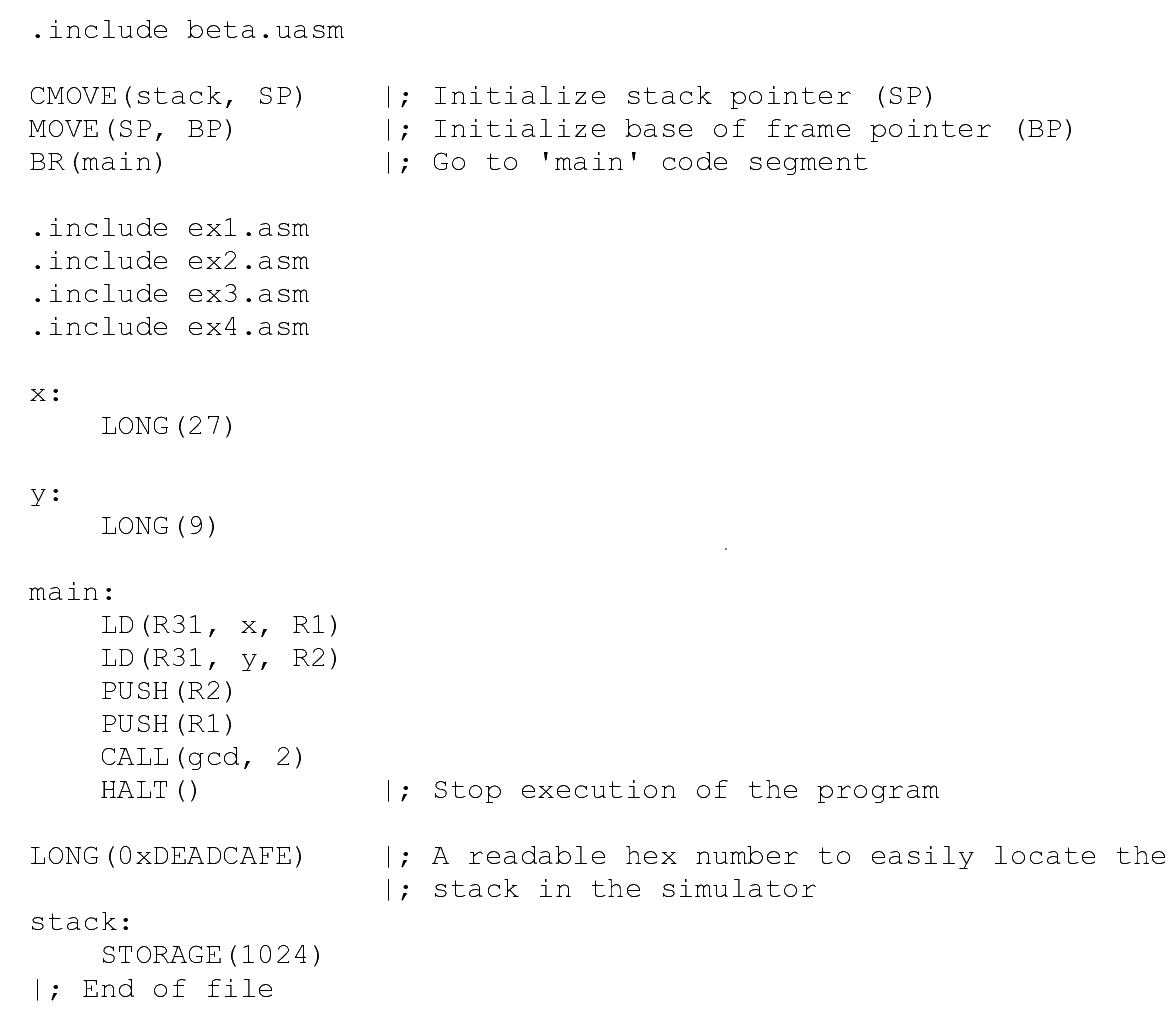 .include beta.uasm
CMOVE(stack, SP)     |; Initialize stack pointer (SP)
MOVE(SP, BP)         |; Initialize base of frame pointer (BP)
BR(main)             |; Go to 'main' code segment
.include ex1.asm
.include ex2.asm
.include ex3.asm
.include ex4.asm
x:
    LONG(27)
y:
    LONG(9)
main:
    LD(R31, x, R1)
    LD(R31, y, R2)
    PUSH(R2)
    PUSH(R1)
    CALL(gcd, 2)
    HALT()           |; Stop execution of the program
LONG(0xDEADCAFE)     |; A readable hex number to easily locate the
                     |; stack in the simulator
stack:
    STORAGE(1024)
|; End of file